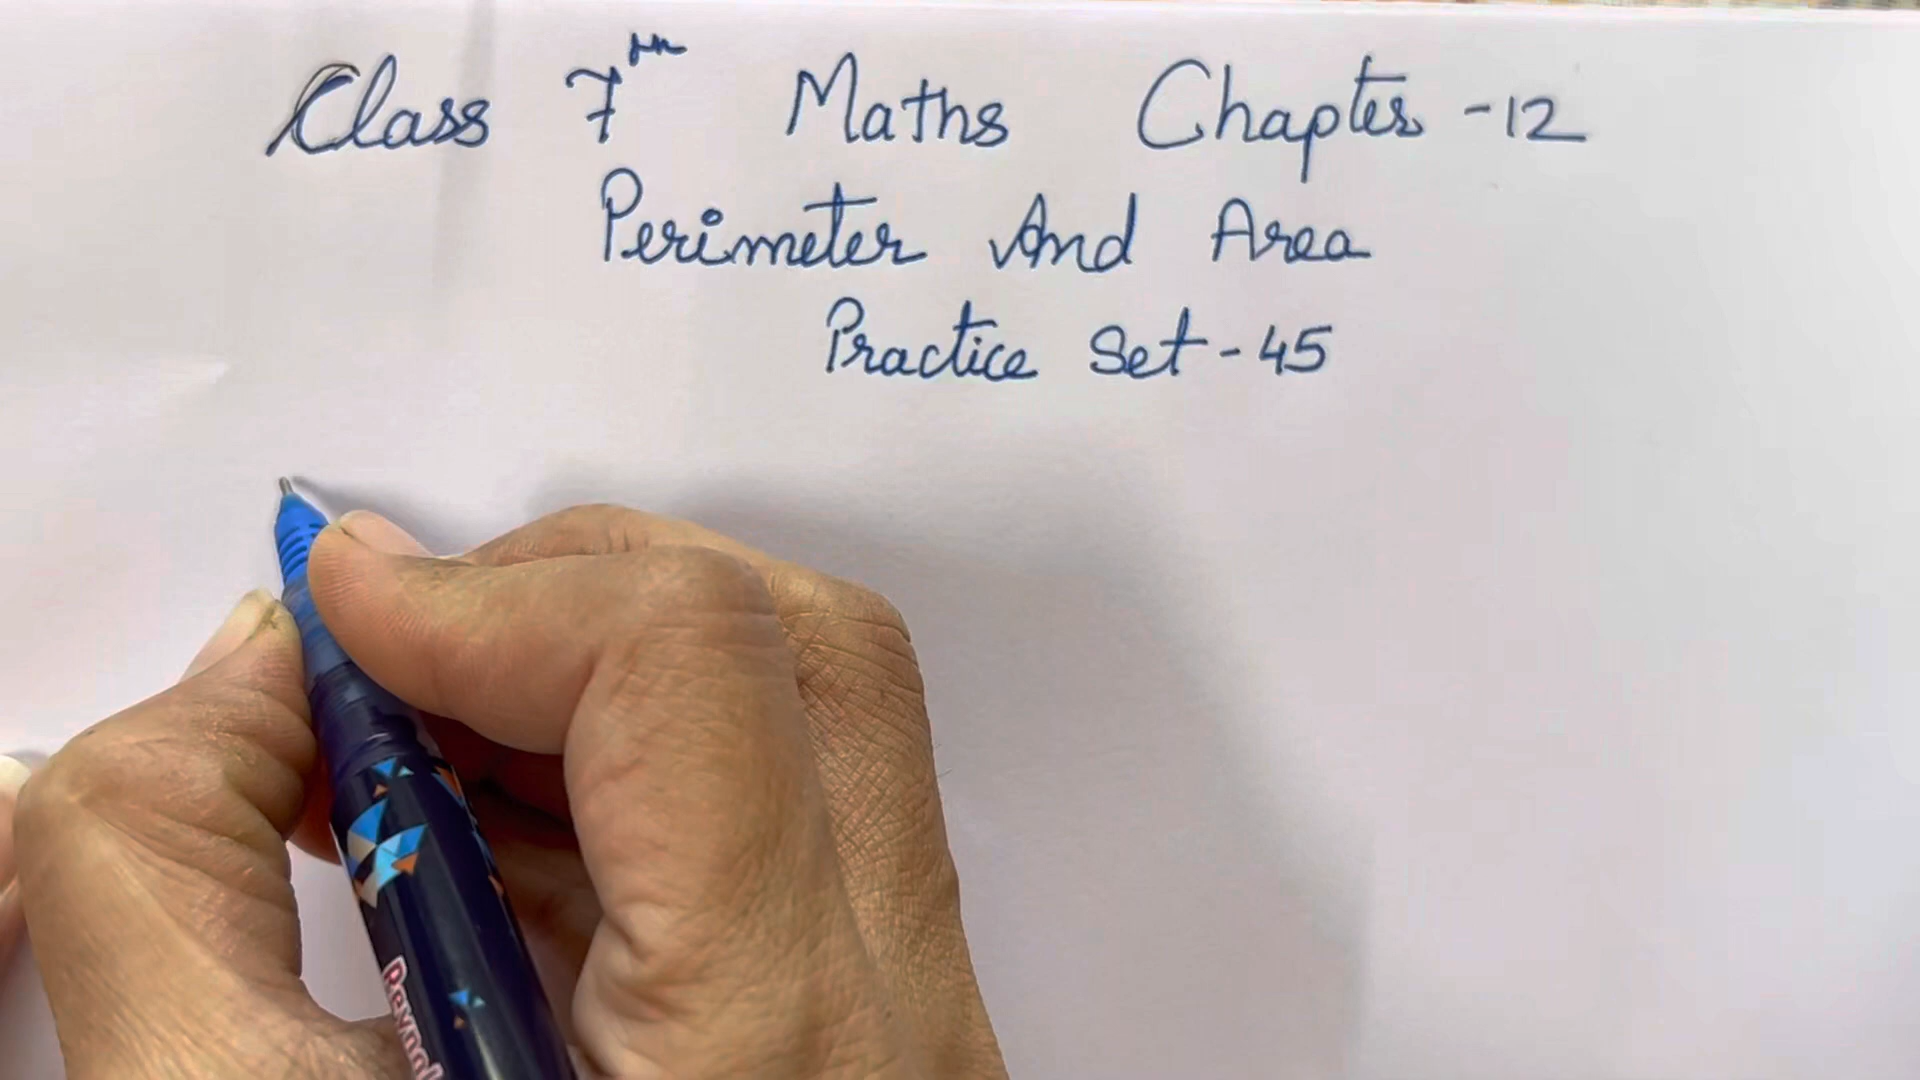 Class 7th Maths Chapter -12
Perimeter And Area
Practice Set - 45